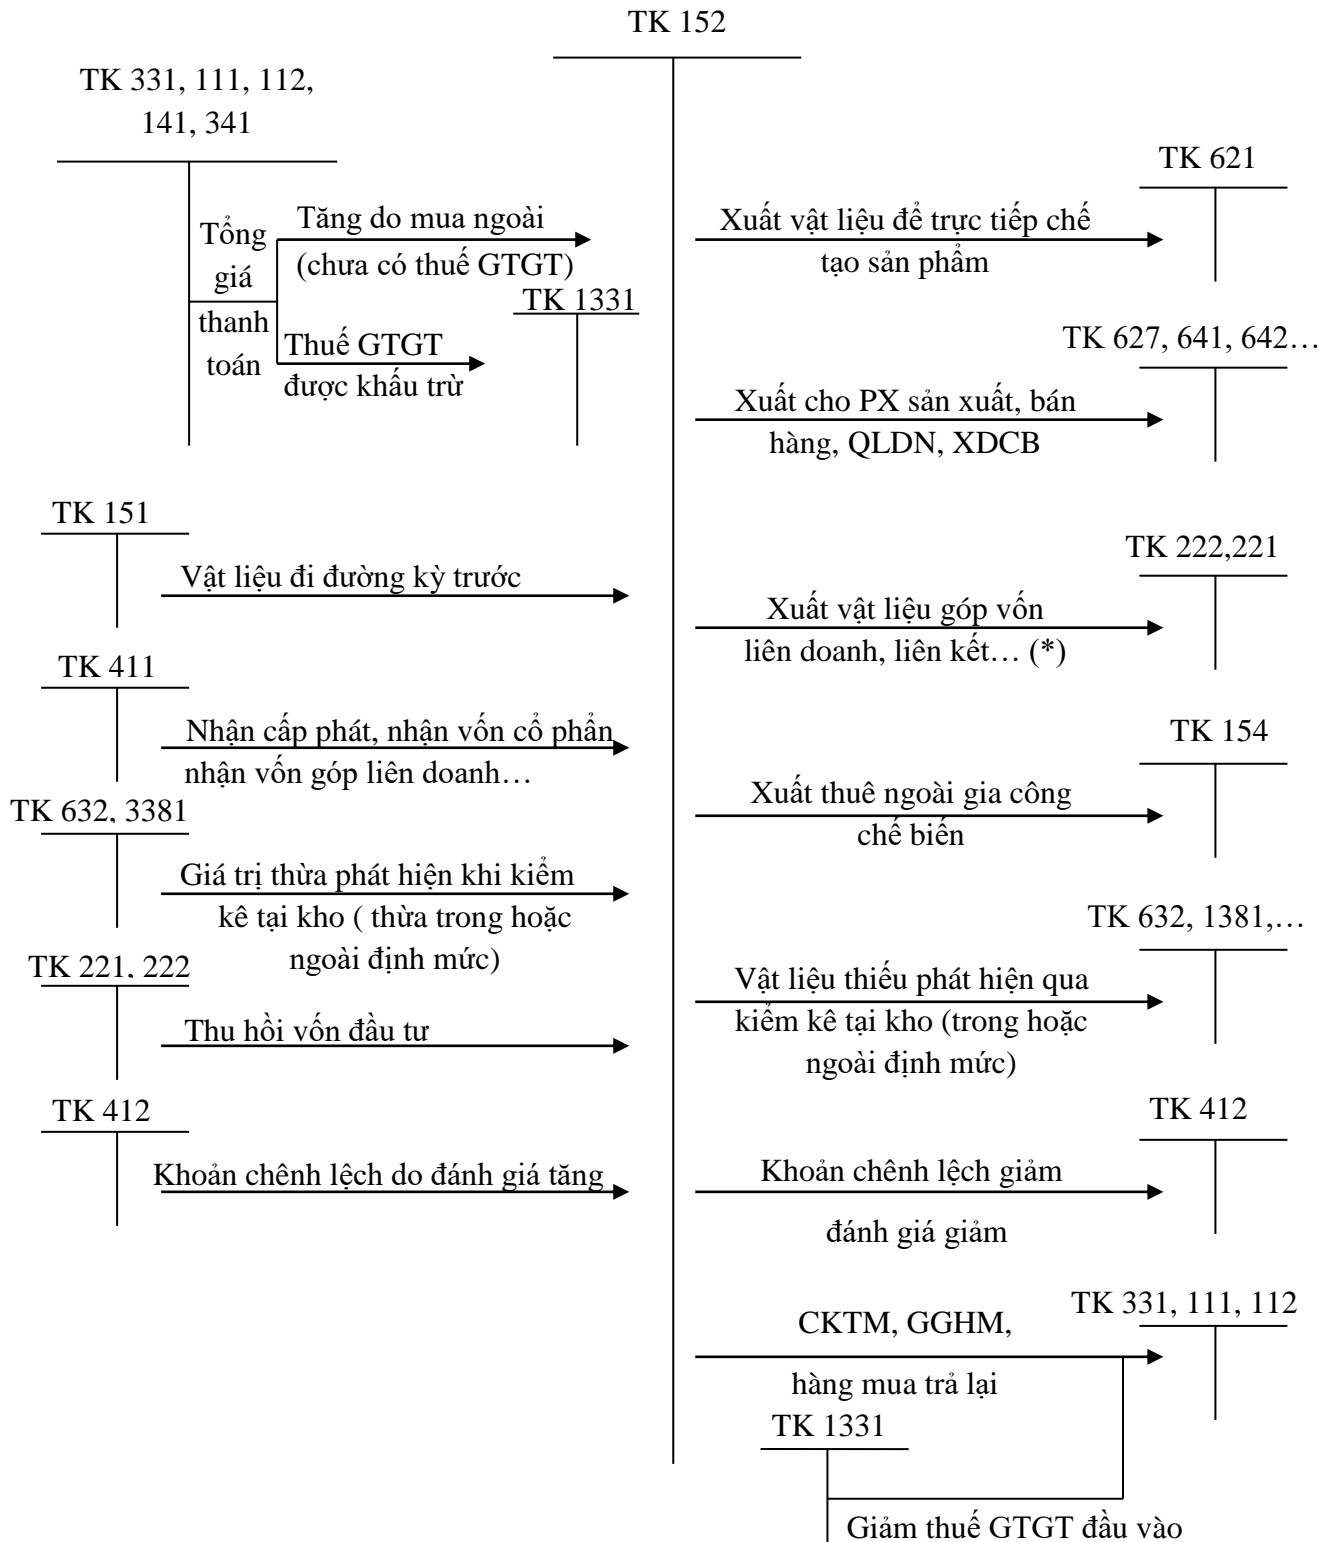 TK 152
TK 331, 111, 112,
141, 341
Tổng
giá
thanh
toán
Tăng do mua ngoài
(chưa có thuế GTGT)
TK 1331
Thuế GTGT
được khấu trừ
TK 151
Vật liệu đi đường kỳ trước
TK 411
Nhận cấp phát, nhận vốn cổ phẩn
nhận vốn góp liên doanh…
TK 632, 3381
Giá trị thừa phát hiện khi kiểm
kê tại kho ( thừa trong hoặc
ngoài định mức)
TK 221, 222
Thu hồi vốn đầu tư
TK 412
Khoản chênh lệch do đánh giá tăng
TK 621
Xuất vật liệu để trực tiếp chế
tạo sản phẩm
TK 627, 641, 642…
Xuất cho PX sản xuất, bán
hàng, QLDN, XDCB
TK 222,221
Xuất vật liệu góp vốn
liên doanh, liên kết… (*)
TK 154
Xuất thuê ngoài gia công
chế biến
TK 632, 1381,…
Vật liệu thiếu phát hiện qua
kiểm kê tại kho (trong hoặc
ngoài định mức)
TK 412
Khoản chênh lệch giảm
đánh giá giảm
TK 331, 111, 112
CKTM, GGHM,
hàng mua trả lại
TK 1331
Giảm thuế GTGT đầu vào